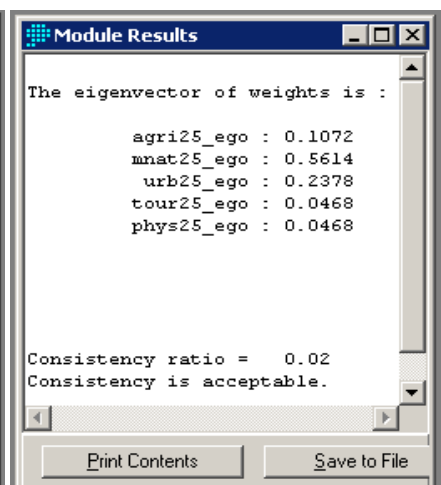 Module Results
The eigenvector of weights is :
agri25_ego : 0.1072
mnat25_ego : 0.5614
urb25_ego : 0.2378
tour25_ego : 0.0468
phys25_ego : 0.0468
Consistency ratio = 0.02
Consistency is acceptable.
Print Contents Save to File